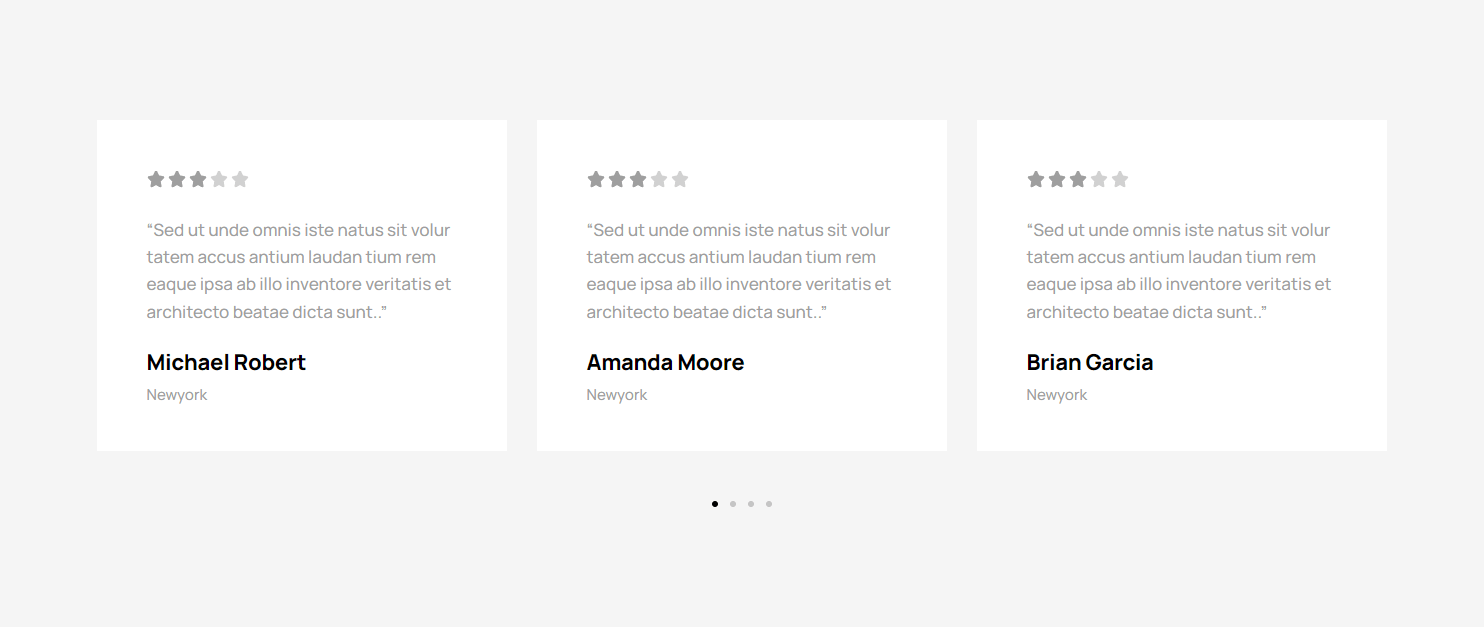 “Sed ut unde omnis iste natus sit volur
tatem accus antium laudan tium rem
eaque ipsa ab illo inventore veritatis et
architecto beatae dicta sunt..”
Michael Robert
Newyork
“Sed ut unde omnis iste natus sit volur
tatem accus antium laudan tium rem
eaque ipsa ab illo inventore veritatis et
architecto beatae dicta sunt..”
Amanda Moore
Newyork
“Sed ut unde omnis iste natus sit volur
tatem accus antium laudan tium rem
eaque ipsa ab illo inventore veritatis et
architecto beatae dicta sunt..”
Brian Garcia
Newyork